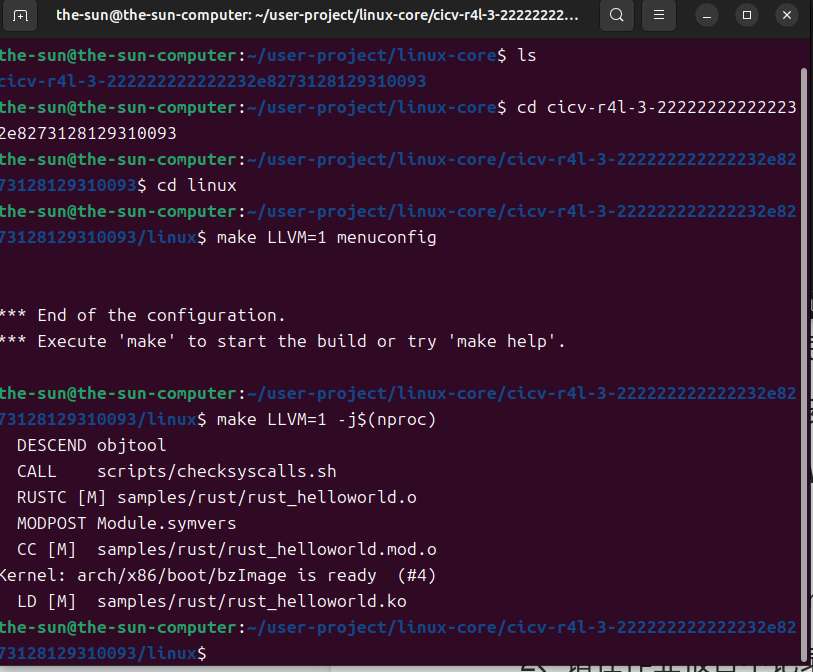 the-sun@the-sun-computer: ~/user-project/linux-core/cicv-r4l-3-22222222...
the-sun@the-sun-computer:~/user-project/linux-core$ ls
cicv-r4l-3-222222222222232e8273128129310093
the-sun@the-sun-computer:~/user-project/linux-core$ cd cicv-r4l-3-22222222222223
2e8273128129310093
the-sun@the-sun-computer:~/user-project/linux-core/cicv-r4l-3-222222222222232e82
73128129310093$ cd linux
the-sun@the-sun-computer:~/user-project/linux-core/cicv-r4l-3-222222222222232e82
73128129310093/linux$ make LLVM=1 menuconfig
*** End of the configuration.
*** Execute 'make' to start the build or try 'make help'.
the-sun@the-sun-computer:~/user-project/linux-core/cicv-r4l-3-222222222222232e82
73128129310093/linux$ make LLVM=1 -j$(nproc)
DESCEND objtool
CALL scripts/checksyscalls.sh
RUSTC [M] samples/rust/rust_helloworld.o
MODPOST Module.symvers
CC [M] samples/rust/rust_helloworld.mod.o
Kernel: arch/x86/boot/bzImage is ready (#4)
LD [M] samples/rust/rust_helloworld.ko
the-sun@the-sun-computer:~/user-project/linux-core/cicv-r4l-3-222222222222232e82
73128129310093/linux$